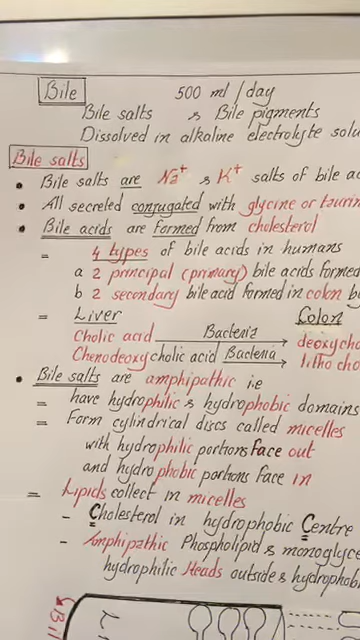 Bile 500 ml/day
Bile salts & Bile pigments
Dissolved in alkaline electrolyte solu
Bile salts
• Bile salts are Na+ & K+ salts of bile ac
• All secreted conjugated with glycine or taurin
• Bile acids are formed from cholesterol
= 4 types of bile acids in humans
a 2 principal (primary) bile acids formed
b 2 secondary bile acid formed in colon b
= Liver Colon
Cholic acid Bacteria → deoxycho
Chenodeoxycholic acid Bacteria → litho cho
• Bile salts are amphipathic i.e
= have hydrophilic & hydrophobic domains
= Form cylindrical discs called micelles
with hydrophilic portions face out
and hydrophobic portions face in
= Lipids collect in micelles
- Cholesterol in hydrophobic Centre
- Amphipathic Phospholipid & monoglyce
hydrophilic Heads outside & hydrophob